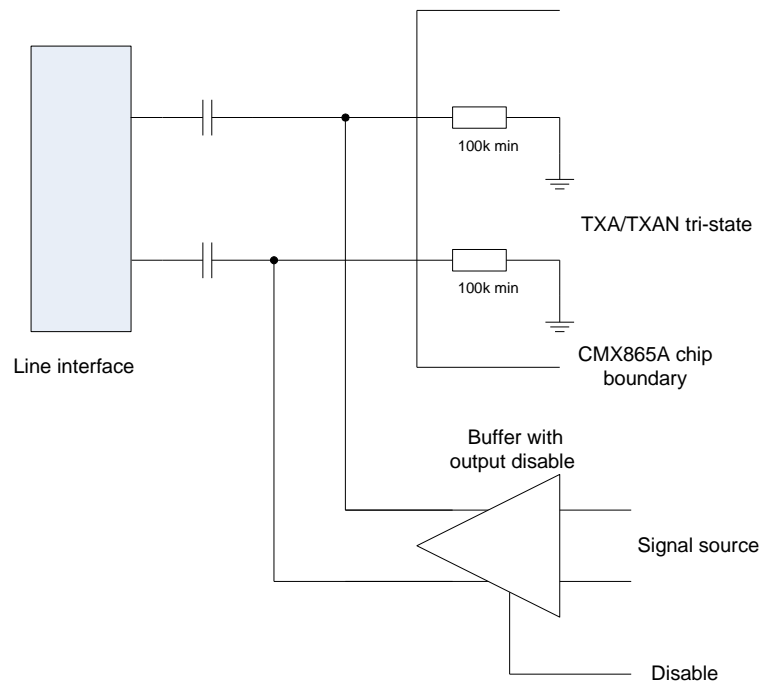 100k min
TXA/TXAN tri-state
100k min
Line interface
CMX865A chip
boundary
Buffer with
output disable
Signal source
Disable